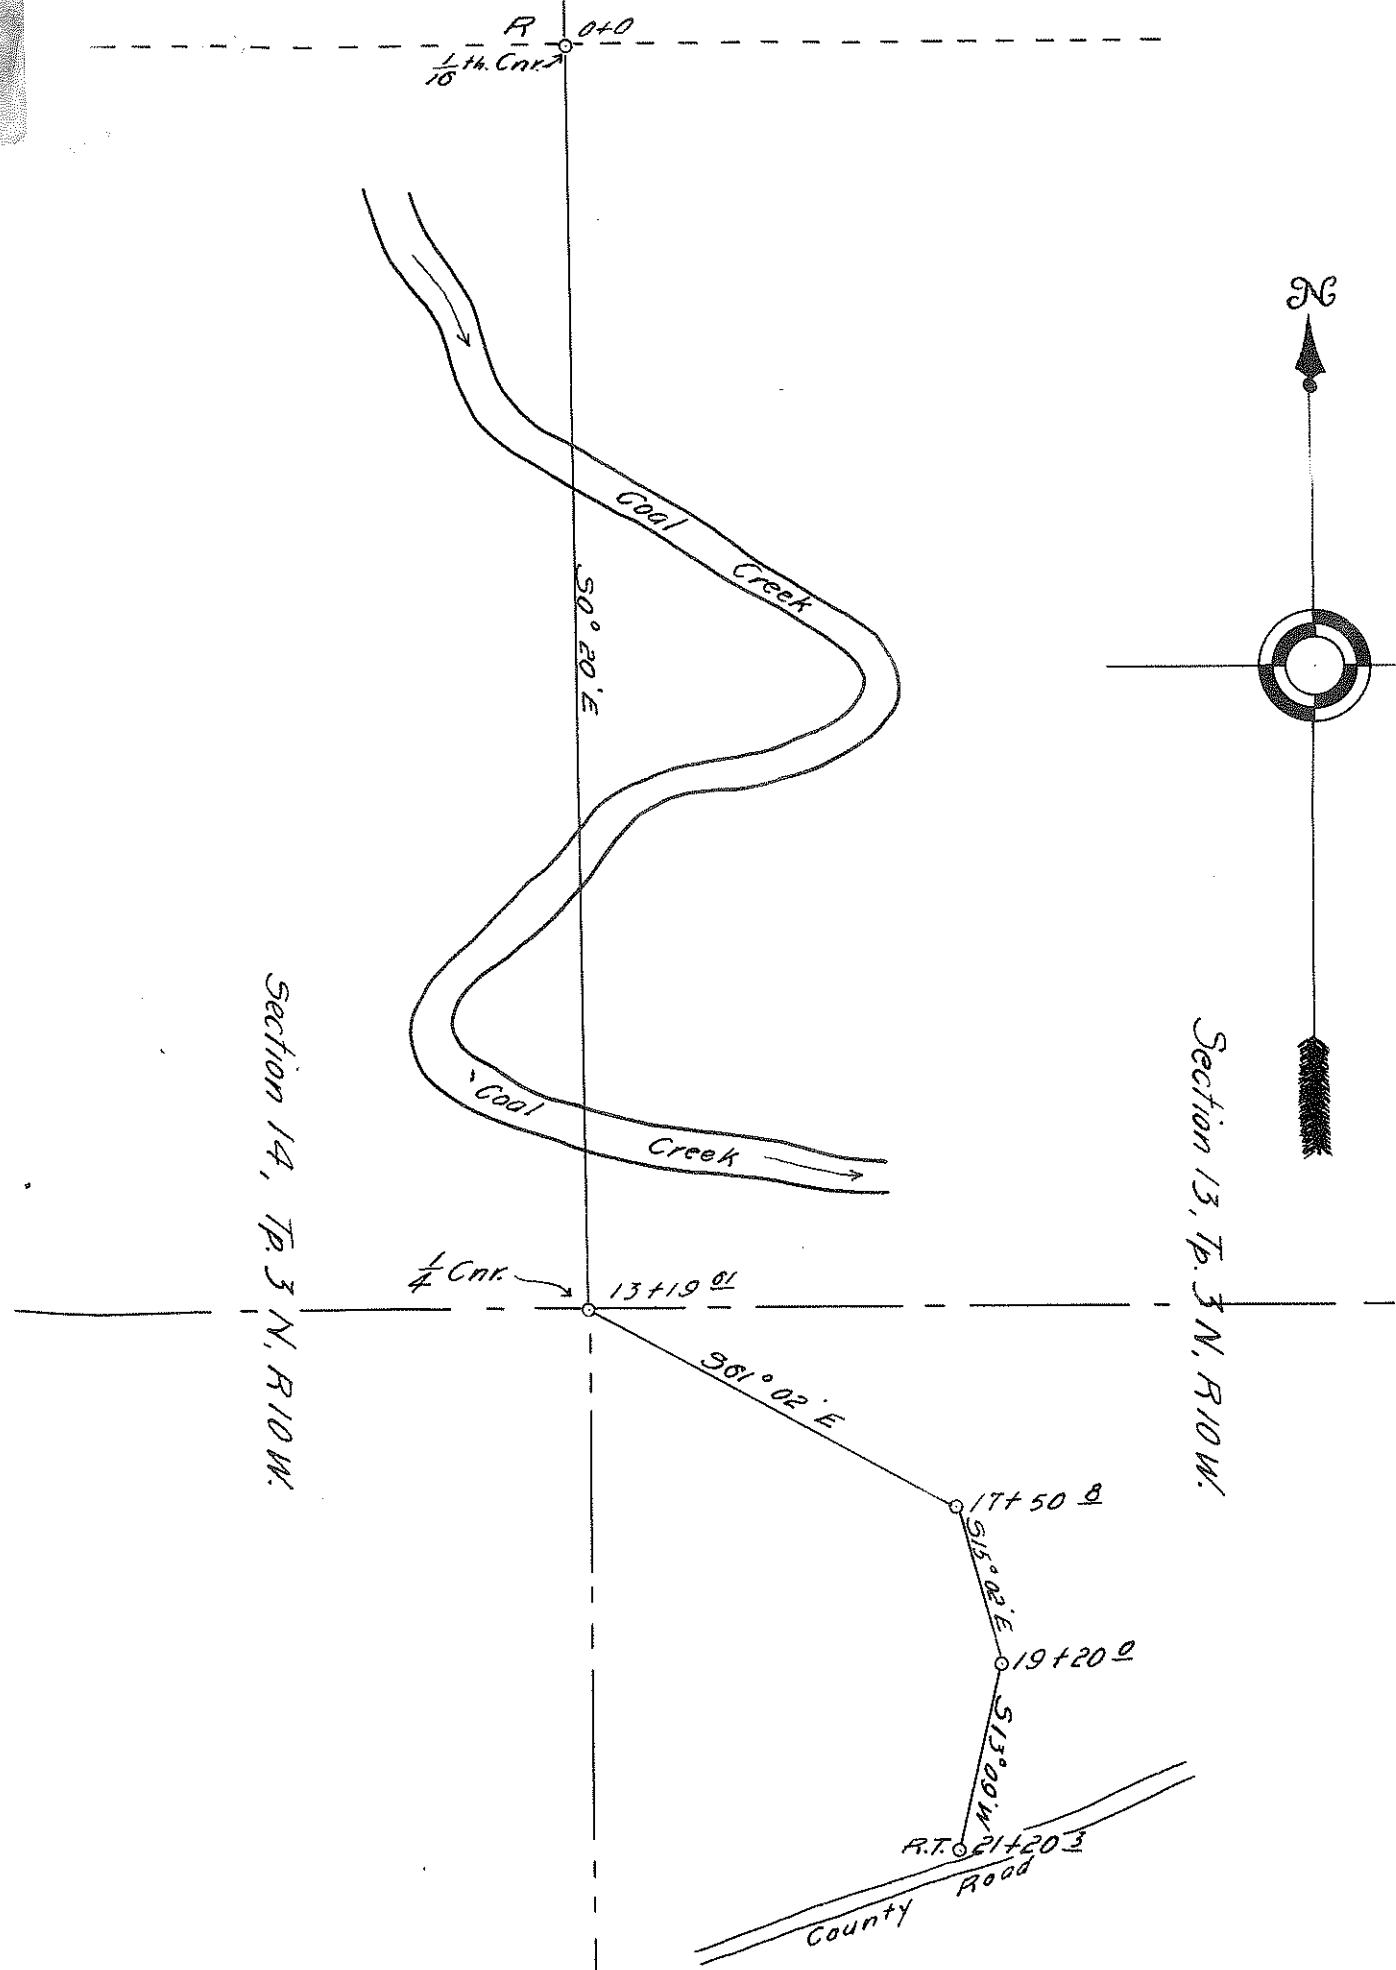 R 0+0
1/16 th. Cnr.
N
Coal Creek
S0° 20' E
Coal Creek
Section 14, Tp. 3 N, R 10 W.
Section 13, Tp. 3 N, R 10 W.
1/4 Cnr.
13+19 61
S61° 02' E
17+50 8
S15° 02' E
19+20 0
S13° 09' W
R.T. 21+20 3
County Road